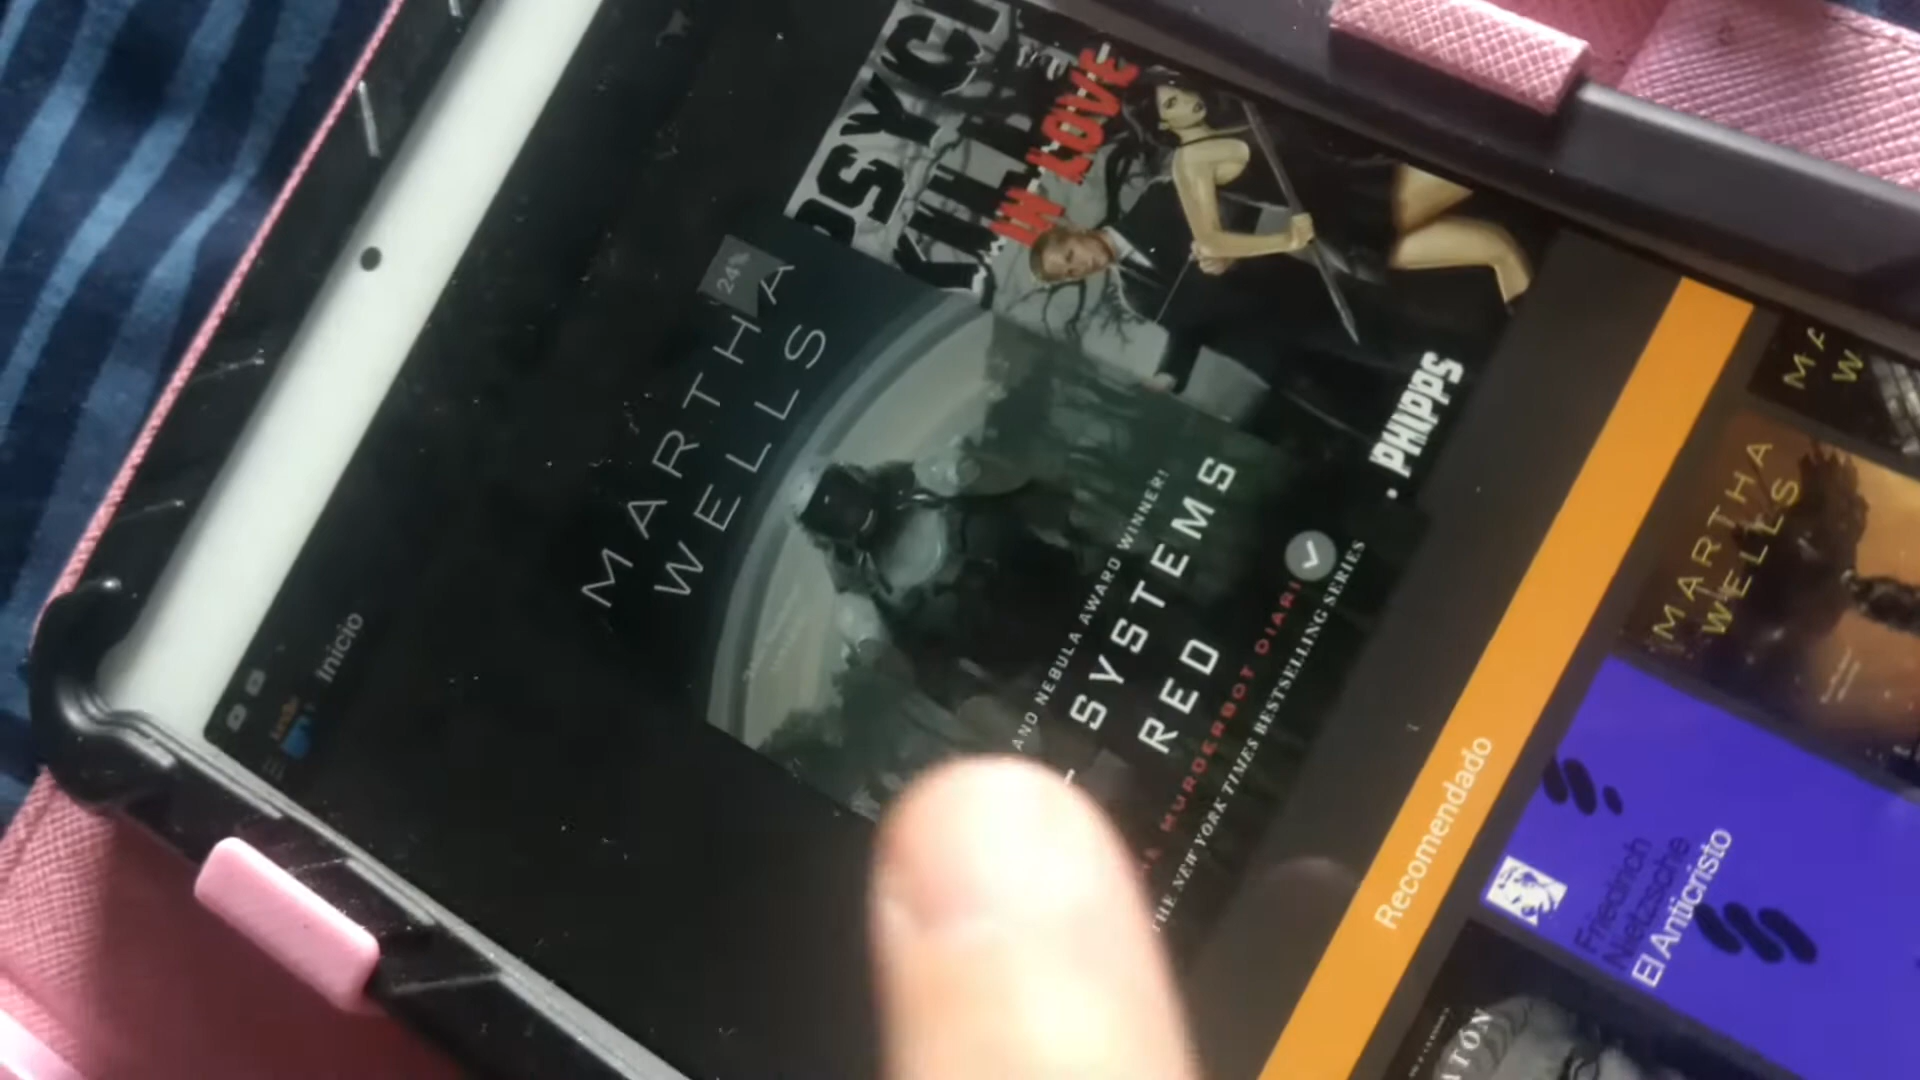 Inicio
24%
MARTHA
WELLS
AND NEBULA AWARD WINNER!
SYSTEMS
RED
MURDERBOT DIARI
THE NEW YORK TIMES BESTSELLING SERIES
IN LOVE
. PHIPPS
Recomendado
MA
W
MARTHA
WELLS
Friedrich
Nietzsche
El Anticristo